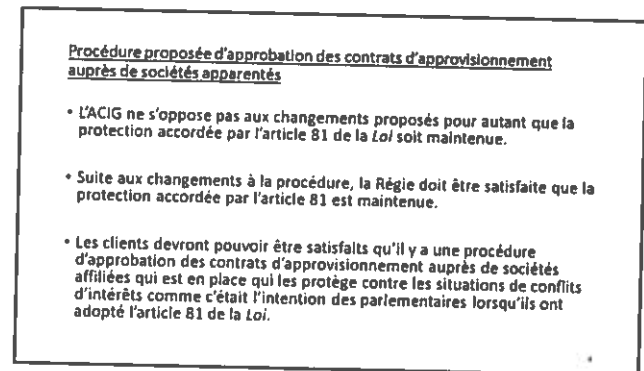 Procédure proposée d'approbation des contrats d'approvisionnement
auprès de sociétés apparentés
• L'ACIG ne s'oppose pas aux changements proposés pour autant que la
protection accordée par l'article 81 de la Loi soit maintenue.
• Suite aux changements à la procédure, la Régie doit être satisfaite que la
protection accordée par l'article 81 est maintenue.
• Les clients devront pouvoir être satisfaits qu'il y a une procédure
d'approbation des contrats d'approvisionnement auprès de sociétés
affiliées qui est en place qui les protège contre les situations de conflits
d'intérêts comme c'était l'intention des parlementaires lorsqu'ils ont
adopté l'article 81 de la Loi.